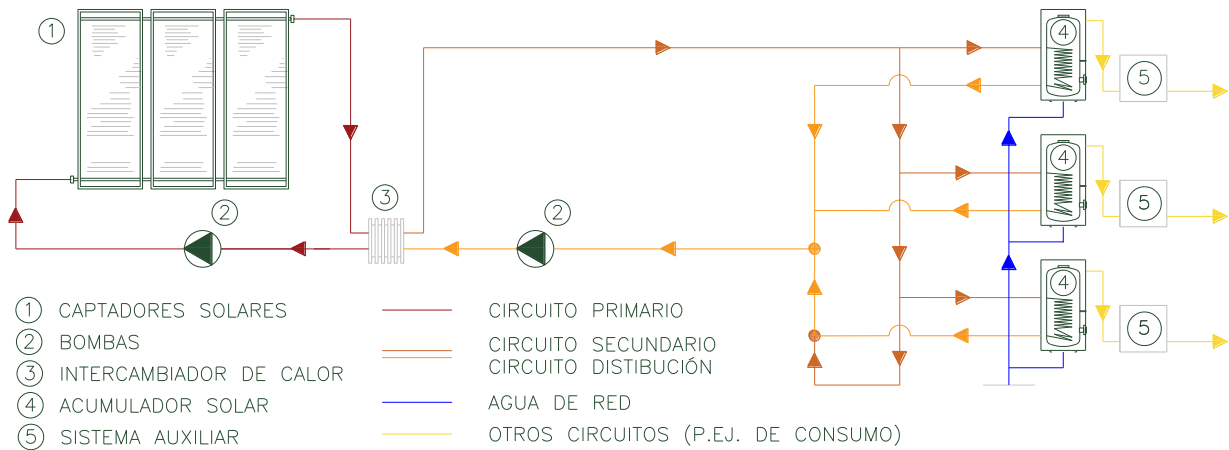 1
4
5
4
5
2
3
2
4
5
1 CAPTADORES SOLARES
2 BOMBAS
3 INTERCAMBIADOR DE CALOR
4 ACUMULADOR SOLAR
5 SISTEMA AUXILIAR
CIRCUITO PRIMARIO
CIRCUITO SECUNDARIO
CIRCUITO DISTIBUCIÓN
AGUA DE RED
OTROS CIRCUITOS (P.EJ. DE CONSUMO)